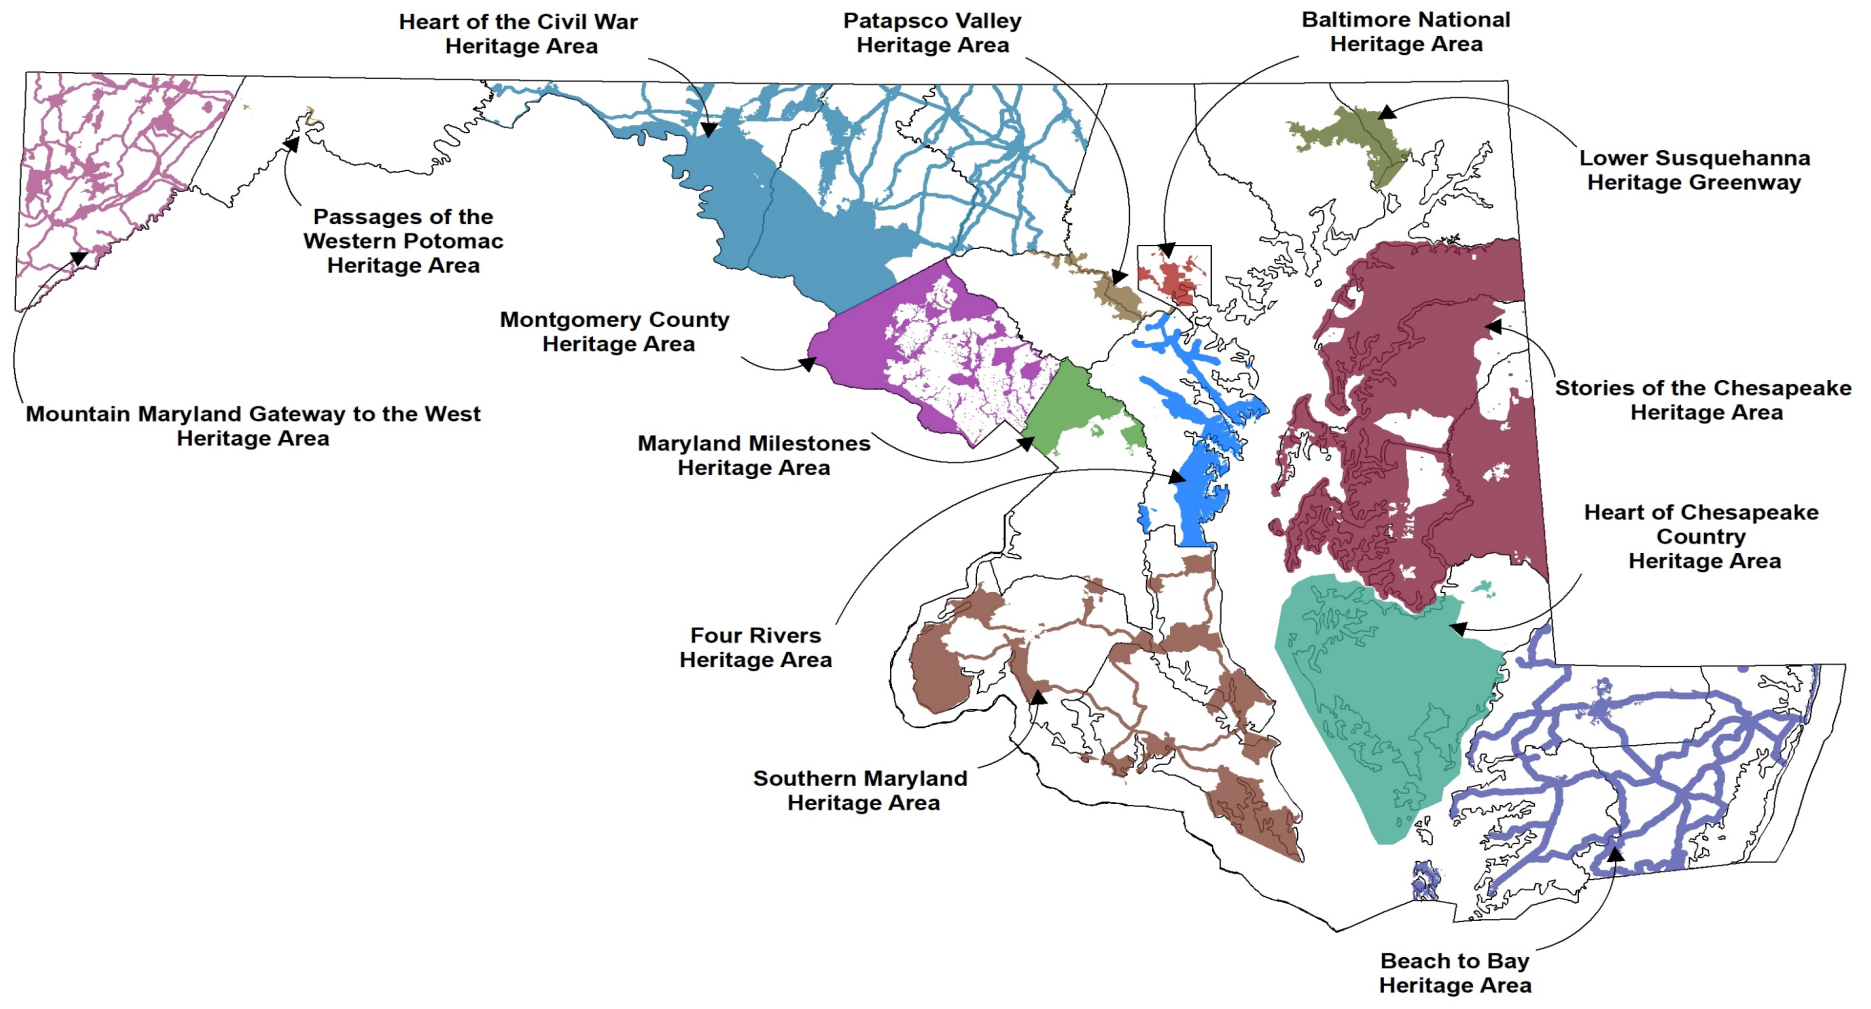 Heart of the Civil War
Heritage Area
Patapsco Valley
Heritage Area
Baltimore National
Heritage Area
Lower Susquehanna
Heritage Greenway
Passages of the
Western Potomac
Heritage Area
Montgomery County
Heritage Area
Stories of the Chesapeake
Heritage Area
Mountain Maryland Gateway to the West
Heritage Area
Maryland Milestones
Heritage Area
Heart of Chesapeake
Country
Heritage Area
Four Rivers
Heritage Area
Southern Maryland
Heritage Area
Beach to Bay
Heritage Area